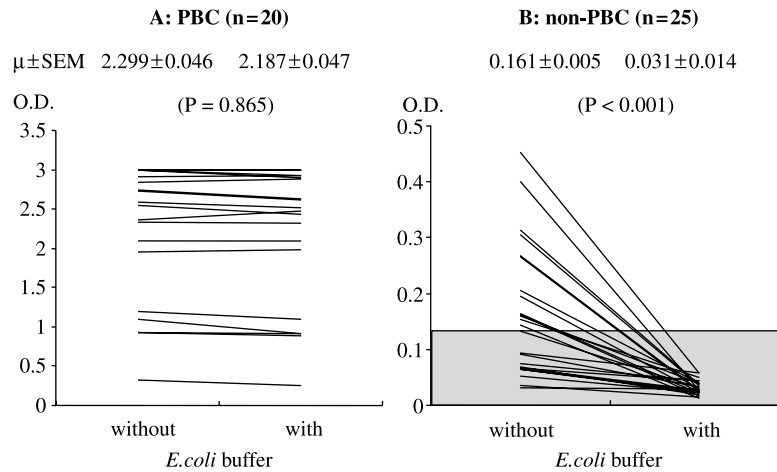 A: PBC (n=20)
B: non-PBC (n=25)
μ±SEM 2.299±0.046 2.187±0.047
0.161±0.005 0.031±0.014
O.D.
(P = 0.865)
3.5
3
2.5
2
1.5
1
0.5
0
without with
E.coli buffer
O.D.
(P < 0.001)
0.5
0.4
0.3
0.2
0.1
0
without with
E.coli buffer